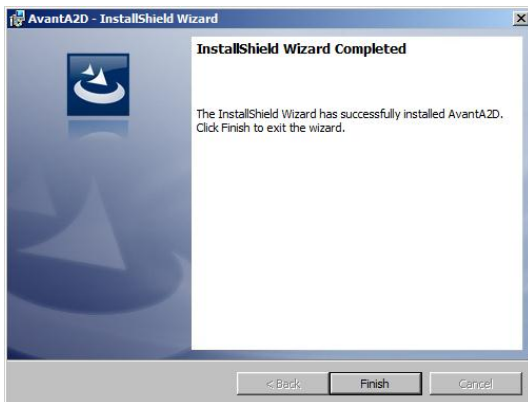 AvantA2D - InstallShield Wizard
InstallShield Wizard Completed
The InstallShield Wizard has successfully installed AvantA2D.
Click Finish to exit the wizard.
< Back
Finish
Cancel